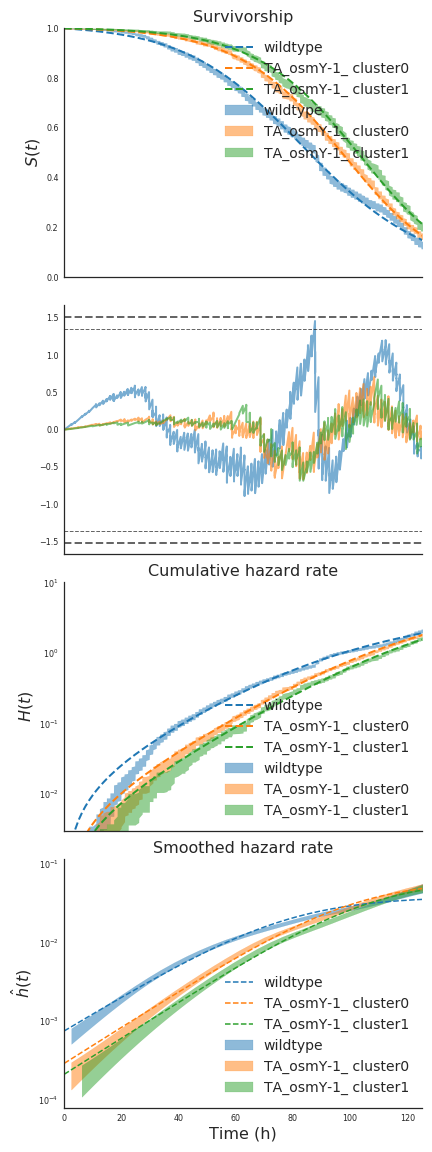 Survivorship
1.0
0.8
0.6
0.4
0.2
0.0
S(t)
wildtype
TA_osmY-1_ cluster0
TA_osmY-1_ cluster1
wildtype
TA_osmY-1_ cluster0
TA_osmY-1_ cluster1
1.5
1.0
0.5
0.0
−0.5
−1.0
−1.5
Cumulative hazard rate
10¹
10⁰
10⁻¹
10⁻²
H(t)
wildtype
TA_osmY-1_ cluster0
TA_osmY-1_ cluster1
wildtype
TA_osmY-1_ cluster0
TA_osmY-1_ cluster1
Smoothed hazard rate
10⁻¹
10⁻²
10⁻³
10⁻⁴
ĥ(t)
wildtype
TA_osmY-1_ cluster0
TA_osmY-1_ cluster1
wildtype
TA_osmY-1_ cluster0
TA_osmY-1_ cluster1
0 20 40 60 80 100 120
Time (h)